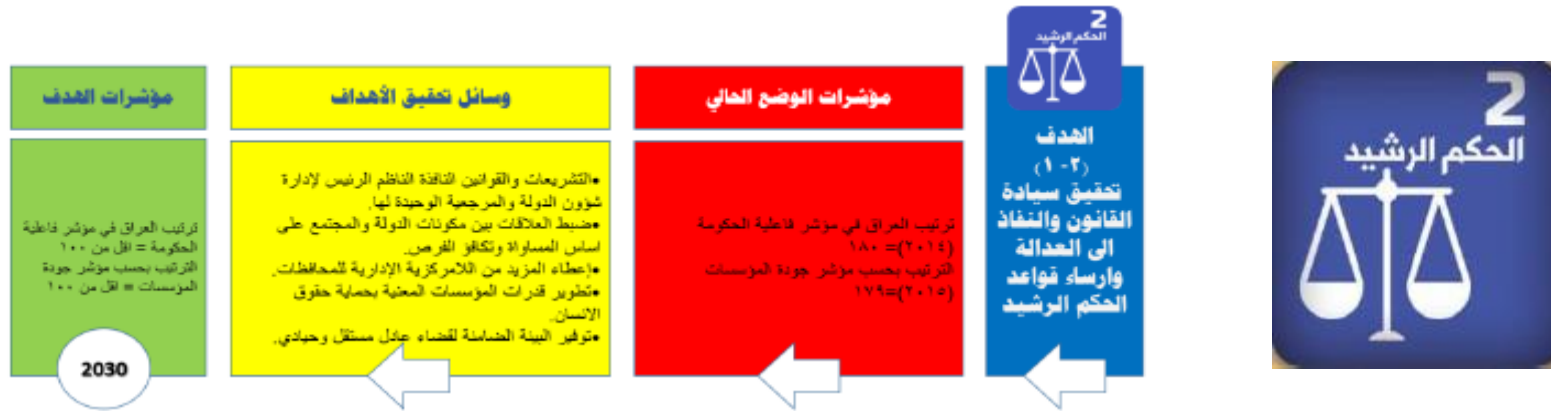 2
الحكم الرشيد
2
الحكم الرشيد
الهدف
(٢- ١)
تحقيق سيادة
القانون والنفاذ
الى العدالة
وارساء قواعد
الحكم الرشيد
مؤشرات الوضع الحالي
ترتيب العراق في مؤشر فاعلية الحكومة
(٢٠١٤)= ١٨٠
الترتيب بحسب مؤشر جودة المؤسسات
(٢٠١٥)=١٧٩
وسائل تحقيق الأهداف
•التشريعات والقوانين النافذة الناظم الرئيس لإدارة
شؤون الدولة والمرجعية الوحيدة لها.
•ضبط العلاقات بين مكونات الدولة والمجتمع على
اساس المساواة وتكافؤ الفرص.
•إعطاء المزيد من اللامركزية الإدارية للمحافظات.
•تطوير قدرات المؤسسات المعنية بحماية حقوق
الانسان.
•توفير البيئة الضامنة لقضاء عادل مستقل وحيادي.
مؤشرات الهدف
ترتيب العراق في مؤشر فاعلية
الحكومة = اقل من ١٠٠
الترتيب بحسب مؤشر جودة
المؤسسات = اقل من ١٠٠
2030